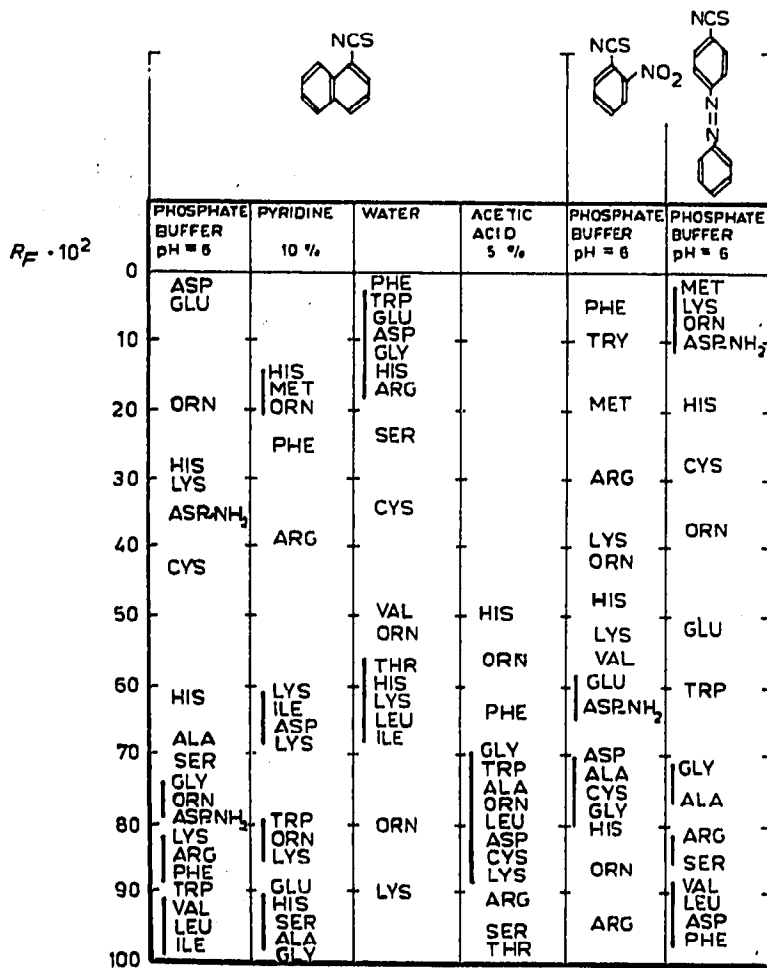 NCS
NCS
NO2
NCS
N
N
PHOSPHATE
BUFFER
pH = 6
PYRIDINE
10 %
WATER
ACETIC
ACID
5 %
PHOSPHATE
BUFFER
pH = 6
PHOSPHATE
BUFFER
pH = 6
RF · 10²
0
10
20
30
40
50
60
70
80
90
100
ASP
GLU
ORN
HIS
LYS
ASP-NH2
CYS
HIS
ALA
SER
GLY
ORN
ASP-NH2
LYS
ARG
PHE
TRP
VAL
LEU
ILE
HIS
MET
ORN
PHE
ARG
LYS
ILE
ASP
LYS
TRP
ORN
LYS
GLU
HIS
SER
ALA
GLY
PHE
TRP
GLU
ASP
GLY
HIS
ARG
SER
CYS
VAL
ORN
THR
HIS
LYS
LEU
ILE
ORN
LYS
HIS
ORN
PHE
GLY
TRP
ALA
ORN
LEU
ASP
CYS
LYS
ARG
SER
THR
PHE
TRY
MET
ARG
LYS
ORN
HIS
LYS
VAL
GLU
ASP-NH2
ASP
ALA
CYS
GLY
HIS
ORN
ARG
MET
LYS
ORN
ASP-NH2
HIS
CYS
ORN
GLU
TRP
GLY
ALA
ARG
SER
VAL
LEU
ASP
PHE